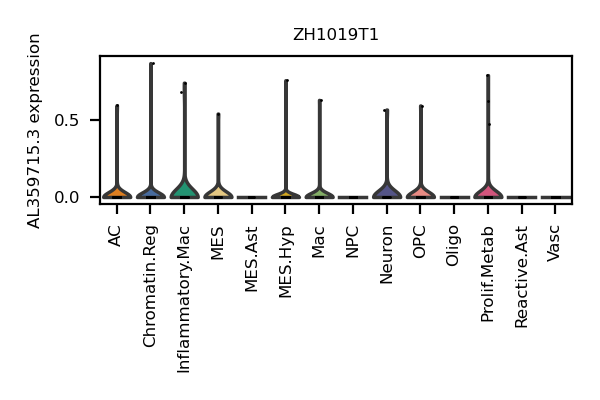 ZH1019T1
AL359715.3 expression
0.5
0.0
AC
Chromatin.Reg
Inflammatory.Mac
MES
MES.Ast
MES.Hyp
Mac
NPC
Neuron
OPC
Oligo
Prolif.Metab
Reactive.Ast
Vasc